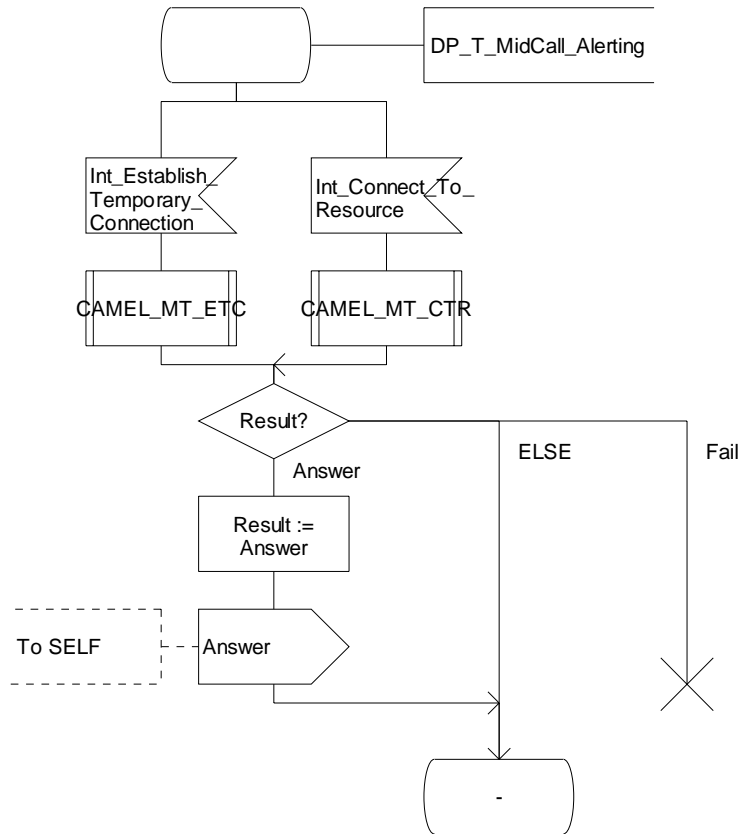 DP_T_MidCall_Alerting
Int_Establish_
Temporary_
Connection
Int_Connect_To_
Resource
CAMEL_MT_ETC
CAMEL_MT_CTR
Result?
ELSE
Fail
Answer
Result :=
Answer
To SELF
Answer
-